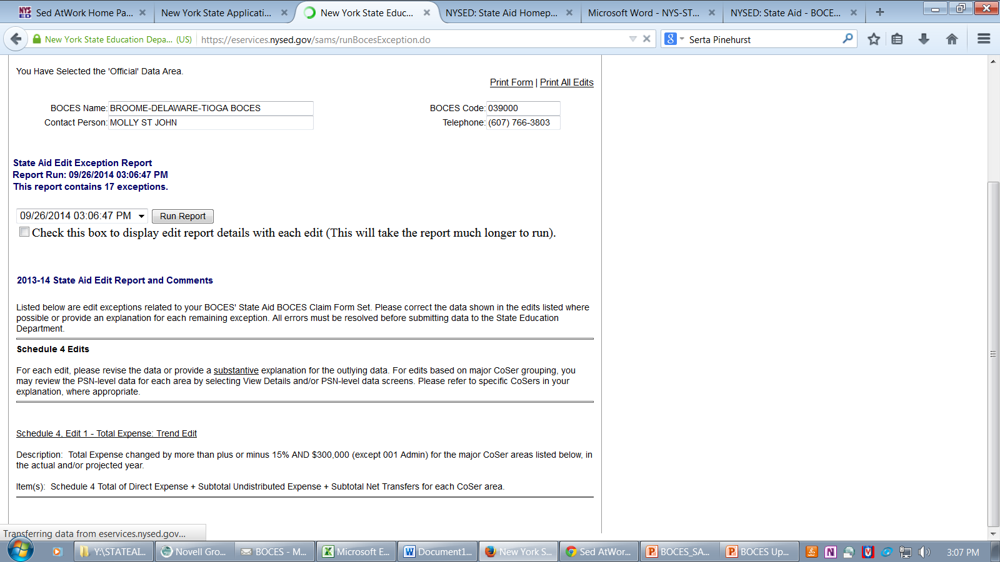 Sed AtWork Home Pa...
New York State Applicati...
New York State Educ...
NYSED: State Aid Homep...
Microsoft Word - NYS-ST...
NYSED: State Aid - BOCE...
New York State Education Depa... (US)
https://eservices.nysed.gov/sams/runBocesException.do
Serta Pinehurst
You Have Selected the 'Official' Data Area.
Print Form | Print All Edits
BOCES Name: BROOME-DELAWARE-TIOGA BOCES
BOCES Code: 039000
Contact Person: MOLLY ST JOHN
Telephone: (607) 766-3803
State Aid Edit Exception Report
Report Run: 09/26/2014 03:06:47 PM
This report contains 17 exceptions.
09/26/2014 03:06:47 PM
Run Report
Check this box to display edit report details with each edit (This will take the report much longer to run).
2013-14 State Aid Edit Report and Comments
Listed below are edit exceptions related to your BOCES' State Aid BOCES Claim Form Set. Please correct the data shown in the edits listed where
possible or provide an explanation for each remaining exception. All errors must be resolved before submitting data to the State Education
Department.
Schedule 4 Edits
For each edit, please revise the data or provide a substantive explanation for the outlying data. For edits based on major CoSer grouping, you
may review the PSN-level data for each area by selecting View Details and/or PSN-level data screens. Please refer to specific CoSers in your
explanation, where appropriate.
Schedule 4, Edit 1 - Total Expense: Trend Edit
Description: Total Expense changed by more than plus or minus 15% AND $300,000 (except 001 Admin) for the major CoSer areas listed below, in
the actual and/or projected year.
Item(s): Schedule 4 Total of Direct Expense + Subtotal Undistributed Expense + Subtotal Net Transfers for each CoSer area.
Transferring data from eservices.nysed.gov...
Y:\STATEAI...
Novell Gro...
BOCES - M...
Microsoft E...
Document1...
New York S...
Sed AtWor...
BOCES_SA...
BOCES Up...
3:07 PM